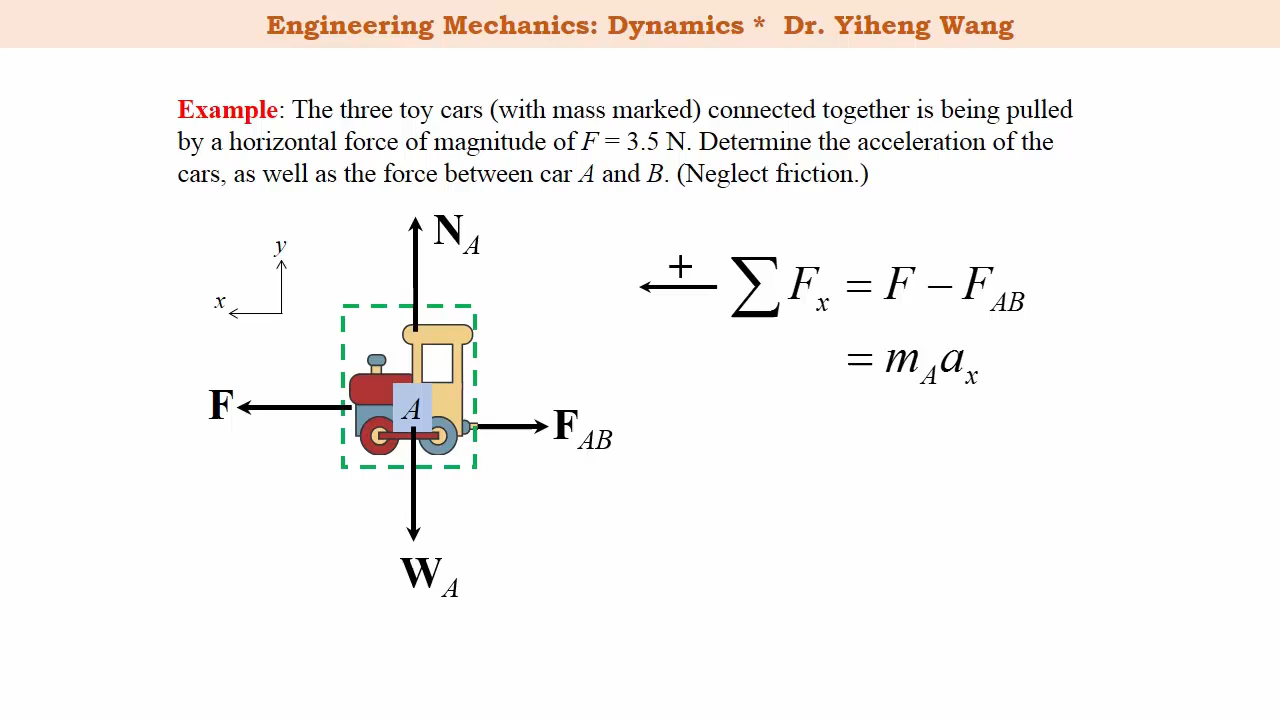 Engineering Mechanics: Dynamics * Dr. Yiheng Wang
Example: The three toy cars (with mass marked) connected together is being pulled
by a horizontal force of magnitude of F = 3.5 N. Determine the acceleration of the
cars, as well as the force between car A and B. (Neglect friction.)
y
x
N_A
F
A
F_AB
W_A
+
∑ F_x = F − F_AB
= m_A a_x